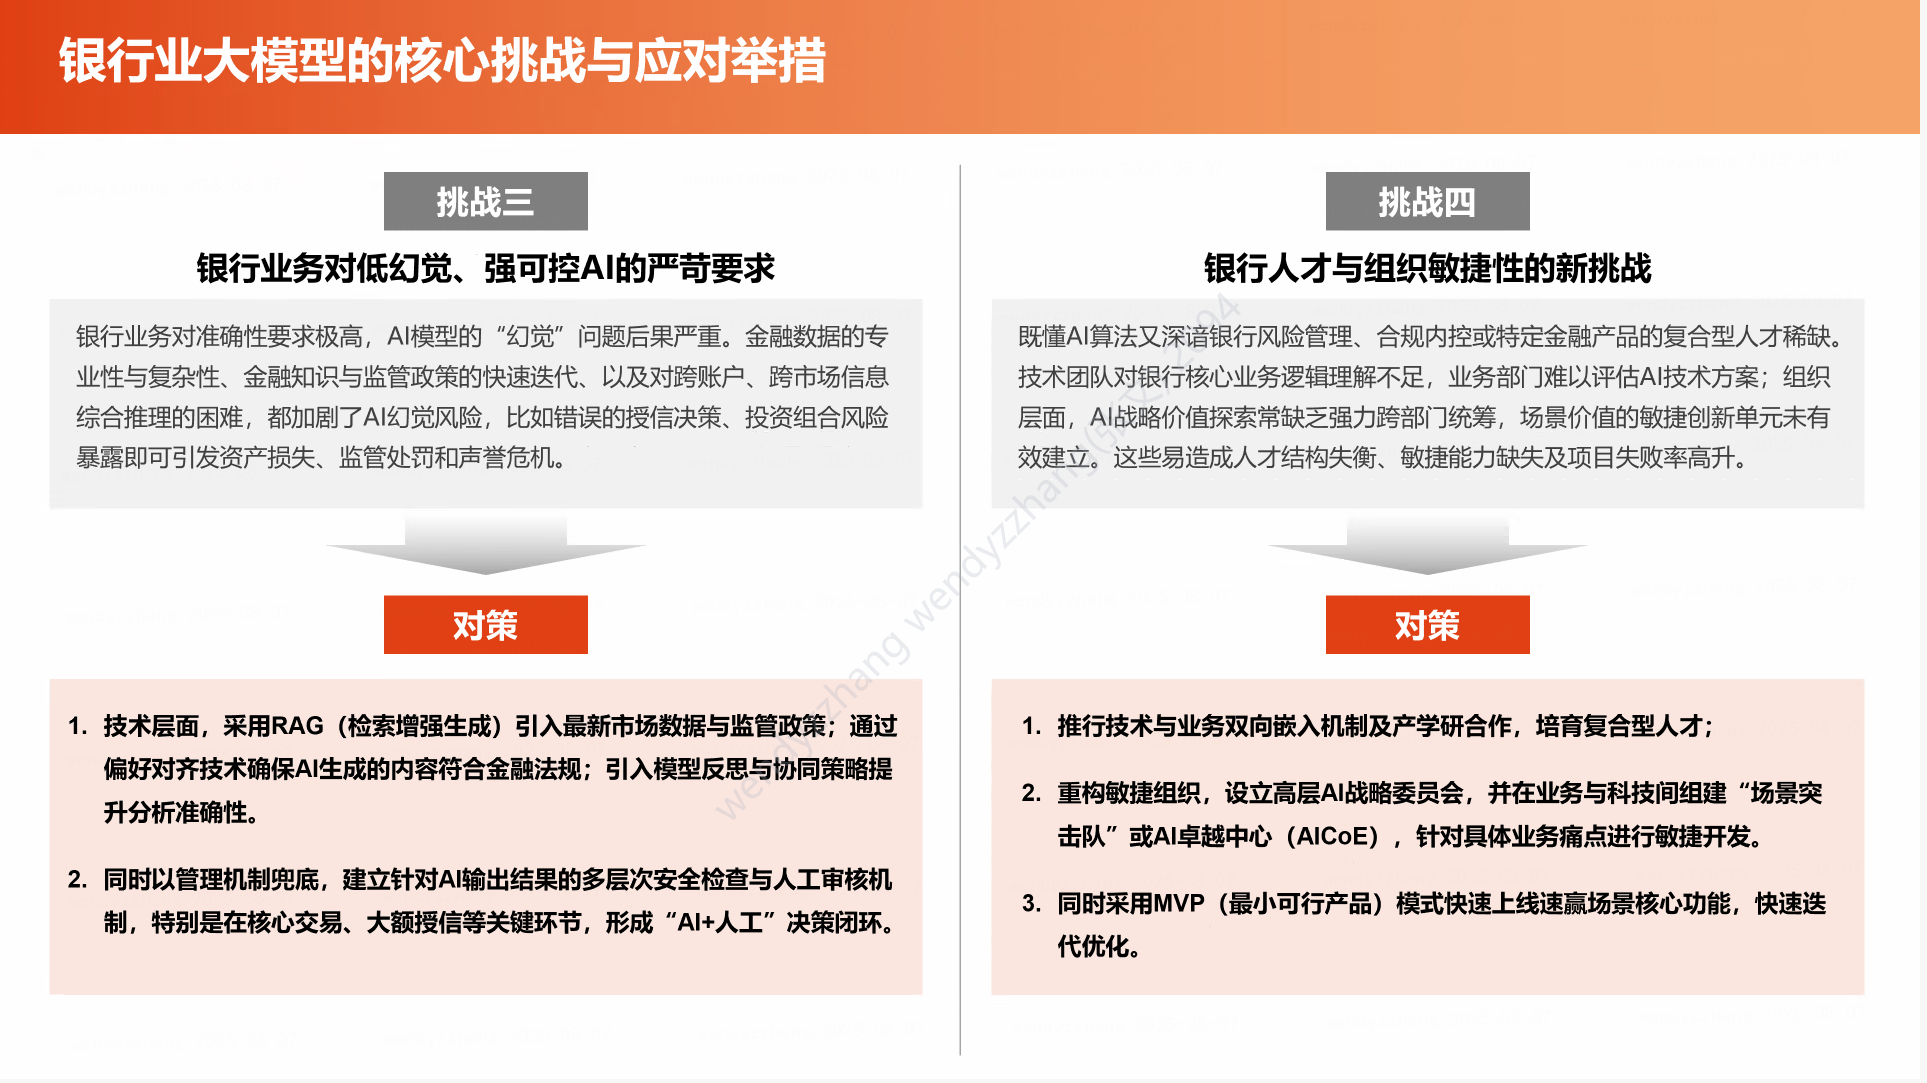 银行业大模型的核心挑战与应对举措
挑战三
银行业务对低幻觉、强可控AI的严苛要求
银行业务对准确性要求极高，AI模型的“幻觉”问题后果严重。金融数据的专
业性与复杂性、金融知识与监管政策的快速迭代、以及对跨账户、跨市场信息
综合推理的困难，都加剧了AI幻觉风险，比如错误的授信决策、投资组合风险
暴露即可引发资产损失、监管处罚和声誉危机。
对策
1. 技术层面，采用RAG（检索增强生成）引入最新市场数据与监管政策；通过
偏好对齐技术确保AI生成的内容符合金融法规；引入模型反思与协同策略提
升分析准确性。
2. 同时以管理机制兜底，建立针对AI输出结果的多层次安全检查与人工审核机
制，特别是在核心交易、大额授信等关键环节，形成“AI+人工”决策闭环。
挑战四
银行人才与组织敏捷性的新挑战
既懂AI算法又深谙银行风险管理、合规内控或特定金融产品的复合型人才稀缺。
技术团队对银行核心业务逻辑理解不足，业务部门难以评估AI技术方案；组织
层面，AI战略价值探索常缺乏强力跨部门统筹，场景价值的敏捷创新单元未有
效建立。这些易造成人才结构失衡、敏捷能力缺失及项目失败率高升。
对策
1. 推行技术与业务双向嵌入机制及产学研合作，培育复合型人才；
2. 重构敏捷组织，设立高层AI战略委员会，并在业务与科技间组建“场景突
击队”或AI卓越中心（AICoE），针对具体业务痛点进行敏捷开发。
3. 同时采用MVP（最小可行产品）模式快速上线速赢场景核心功能，快速迭
代优化。
wendyzzhang wendyzzhang